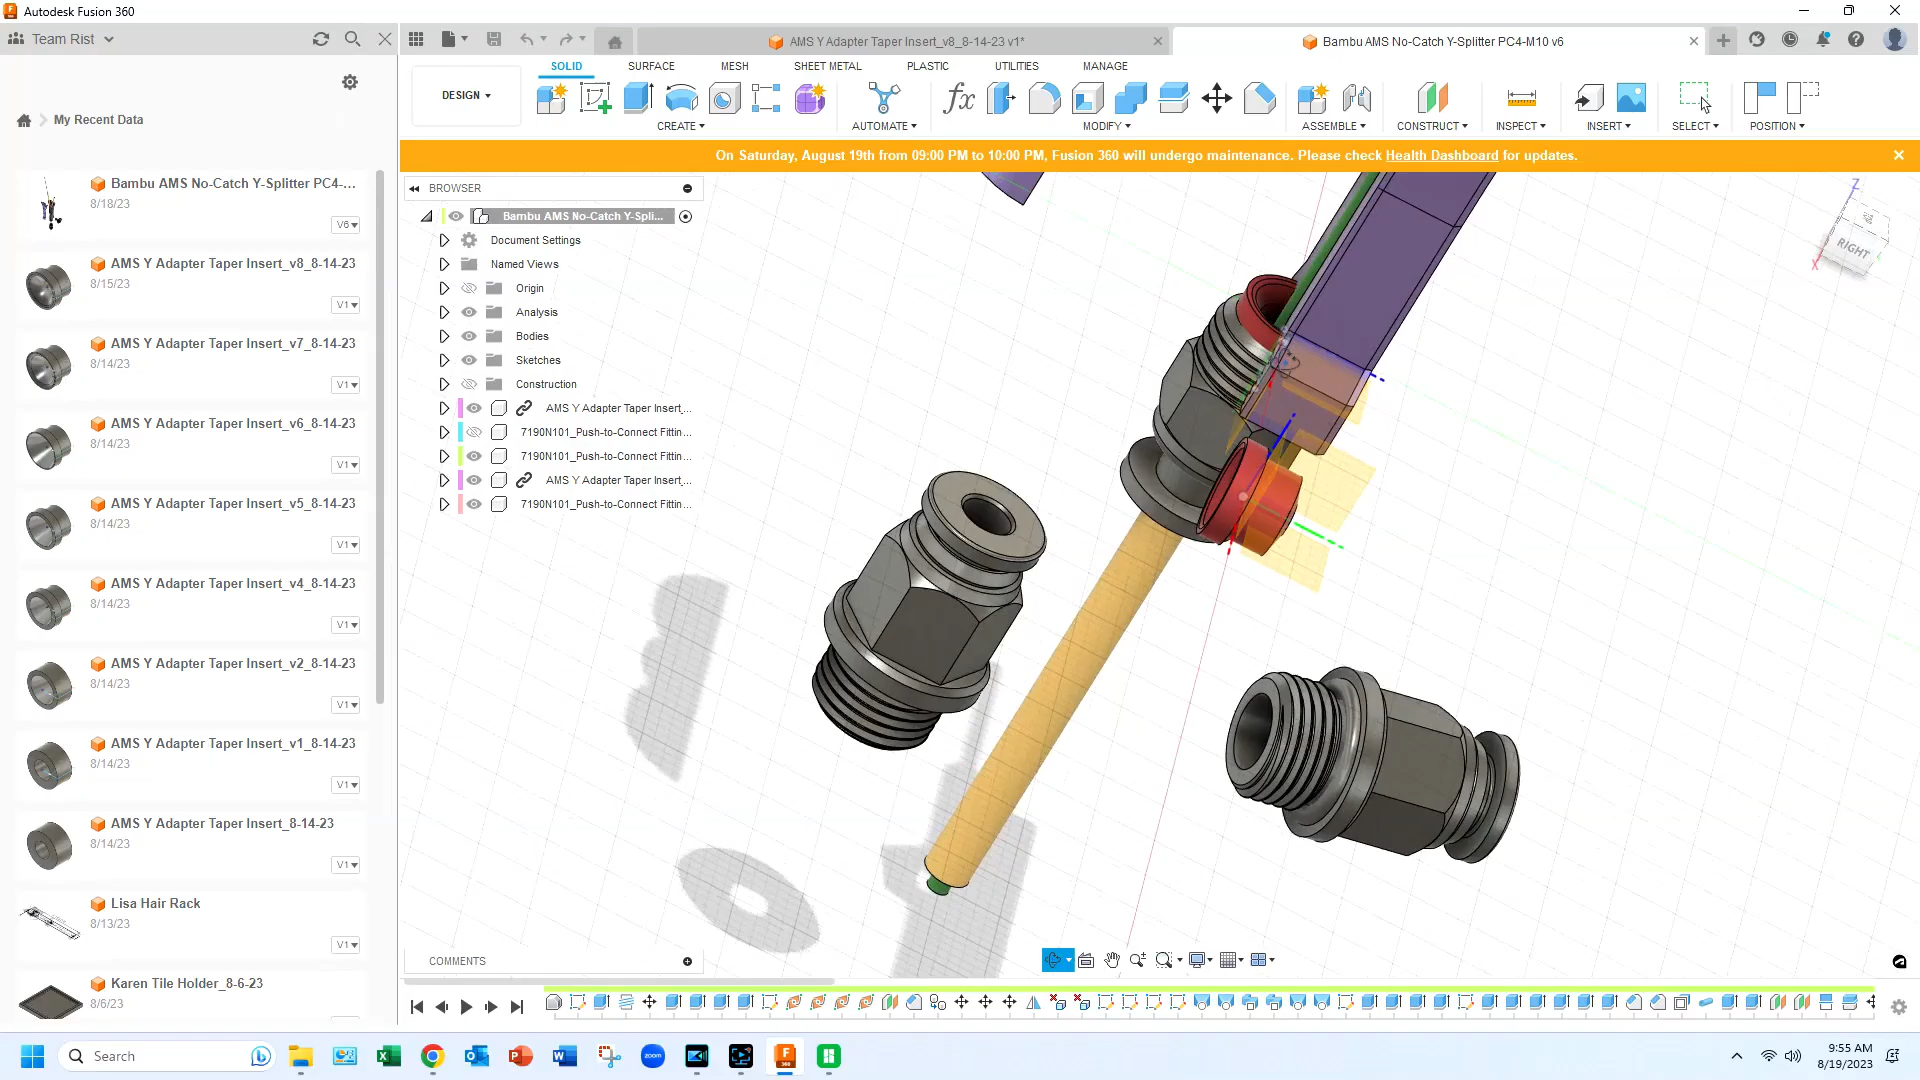 Autodesk Fusion 360
Team Rist
AMS Y Adapter Taper Insert_v8_8-14-23 v1*
Bambu AMS No-Catch Y-Splitter PC4-M10 v6
SOLID SURFACE MESH SHEET METAL PLASTIC UTILITIES MANAGE
DESIGN
CREATE AUTOMATE MODIFY ASSEMBLE CONSTRUCT INSPECT INSERT SELECT POSITION
On Saturday, August 19th from 09:00 PM to 10:00 PM, Fusion 360 will undergo maintenance. Please check Health Dashboard for updates.
My Recent Data
Bambu AMS No-Catch Y-Splitter PC4-...
8/18/23
V6
AMS Y Adapter Taper Insert_v8_8-14-23
8/15/23
V1
AMS Y Adapter Taper Insert_v7_8-14-23
8/14/23
V1
AMS Y Adapter Taper Insert_v6_8-14-23
8/14/23
V1
AMS Y Adapter Taper Insert_v5_8-14-23
8/14/23
V1
AMS Y Adapter Taper Insert_v4_8-14-23
8/14/23
V1
AMS Y Adapter Taper Insert_v2_8-14-23
8/14/23
V1
AMS Y Adapter Taper Insert_v1_8-14-23
8/14/23
V1
AMS Y Adapter Taper Insert_8-14-23
8/14/23
V1
Lisa Hair Rack
8/13/23
V1
Karen Tile Holder_8-6-23
8/6/23
BROWSER
Bambu AMS No-Catch Y-Spli...
Document Settings
Named Views
Origin
Analysis
Bodies
Sketches
Construction
AMS Y Adapter Taper Insert_...
7190N101_Push-to-Connect Fittin...
7190N101_Push-to-Connect Fittin...
AMS Y Adapter Taper Insert_...
7190N101_Push-to-Connect Fittin...
Z
RIGHT
X
COMMENTS
Search
zoom
9:55 AM
8/19/2023